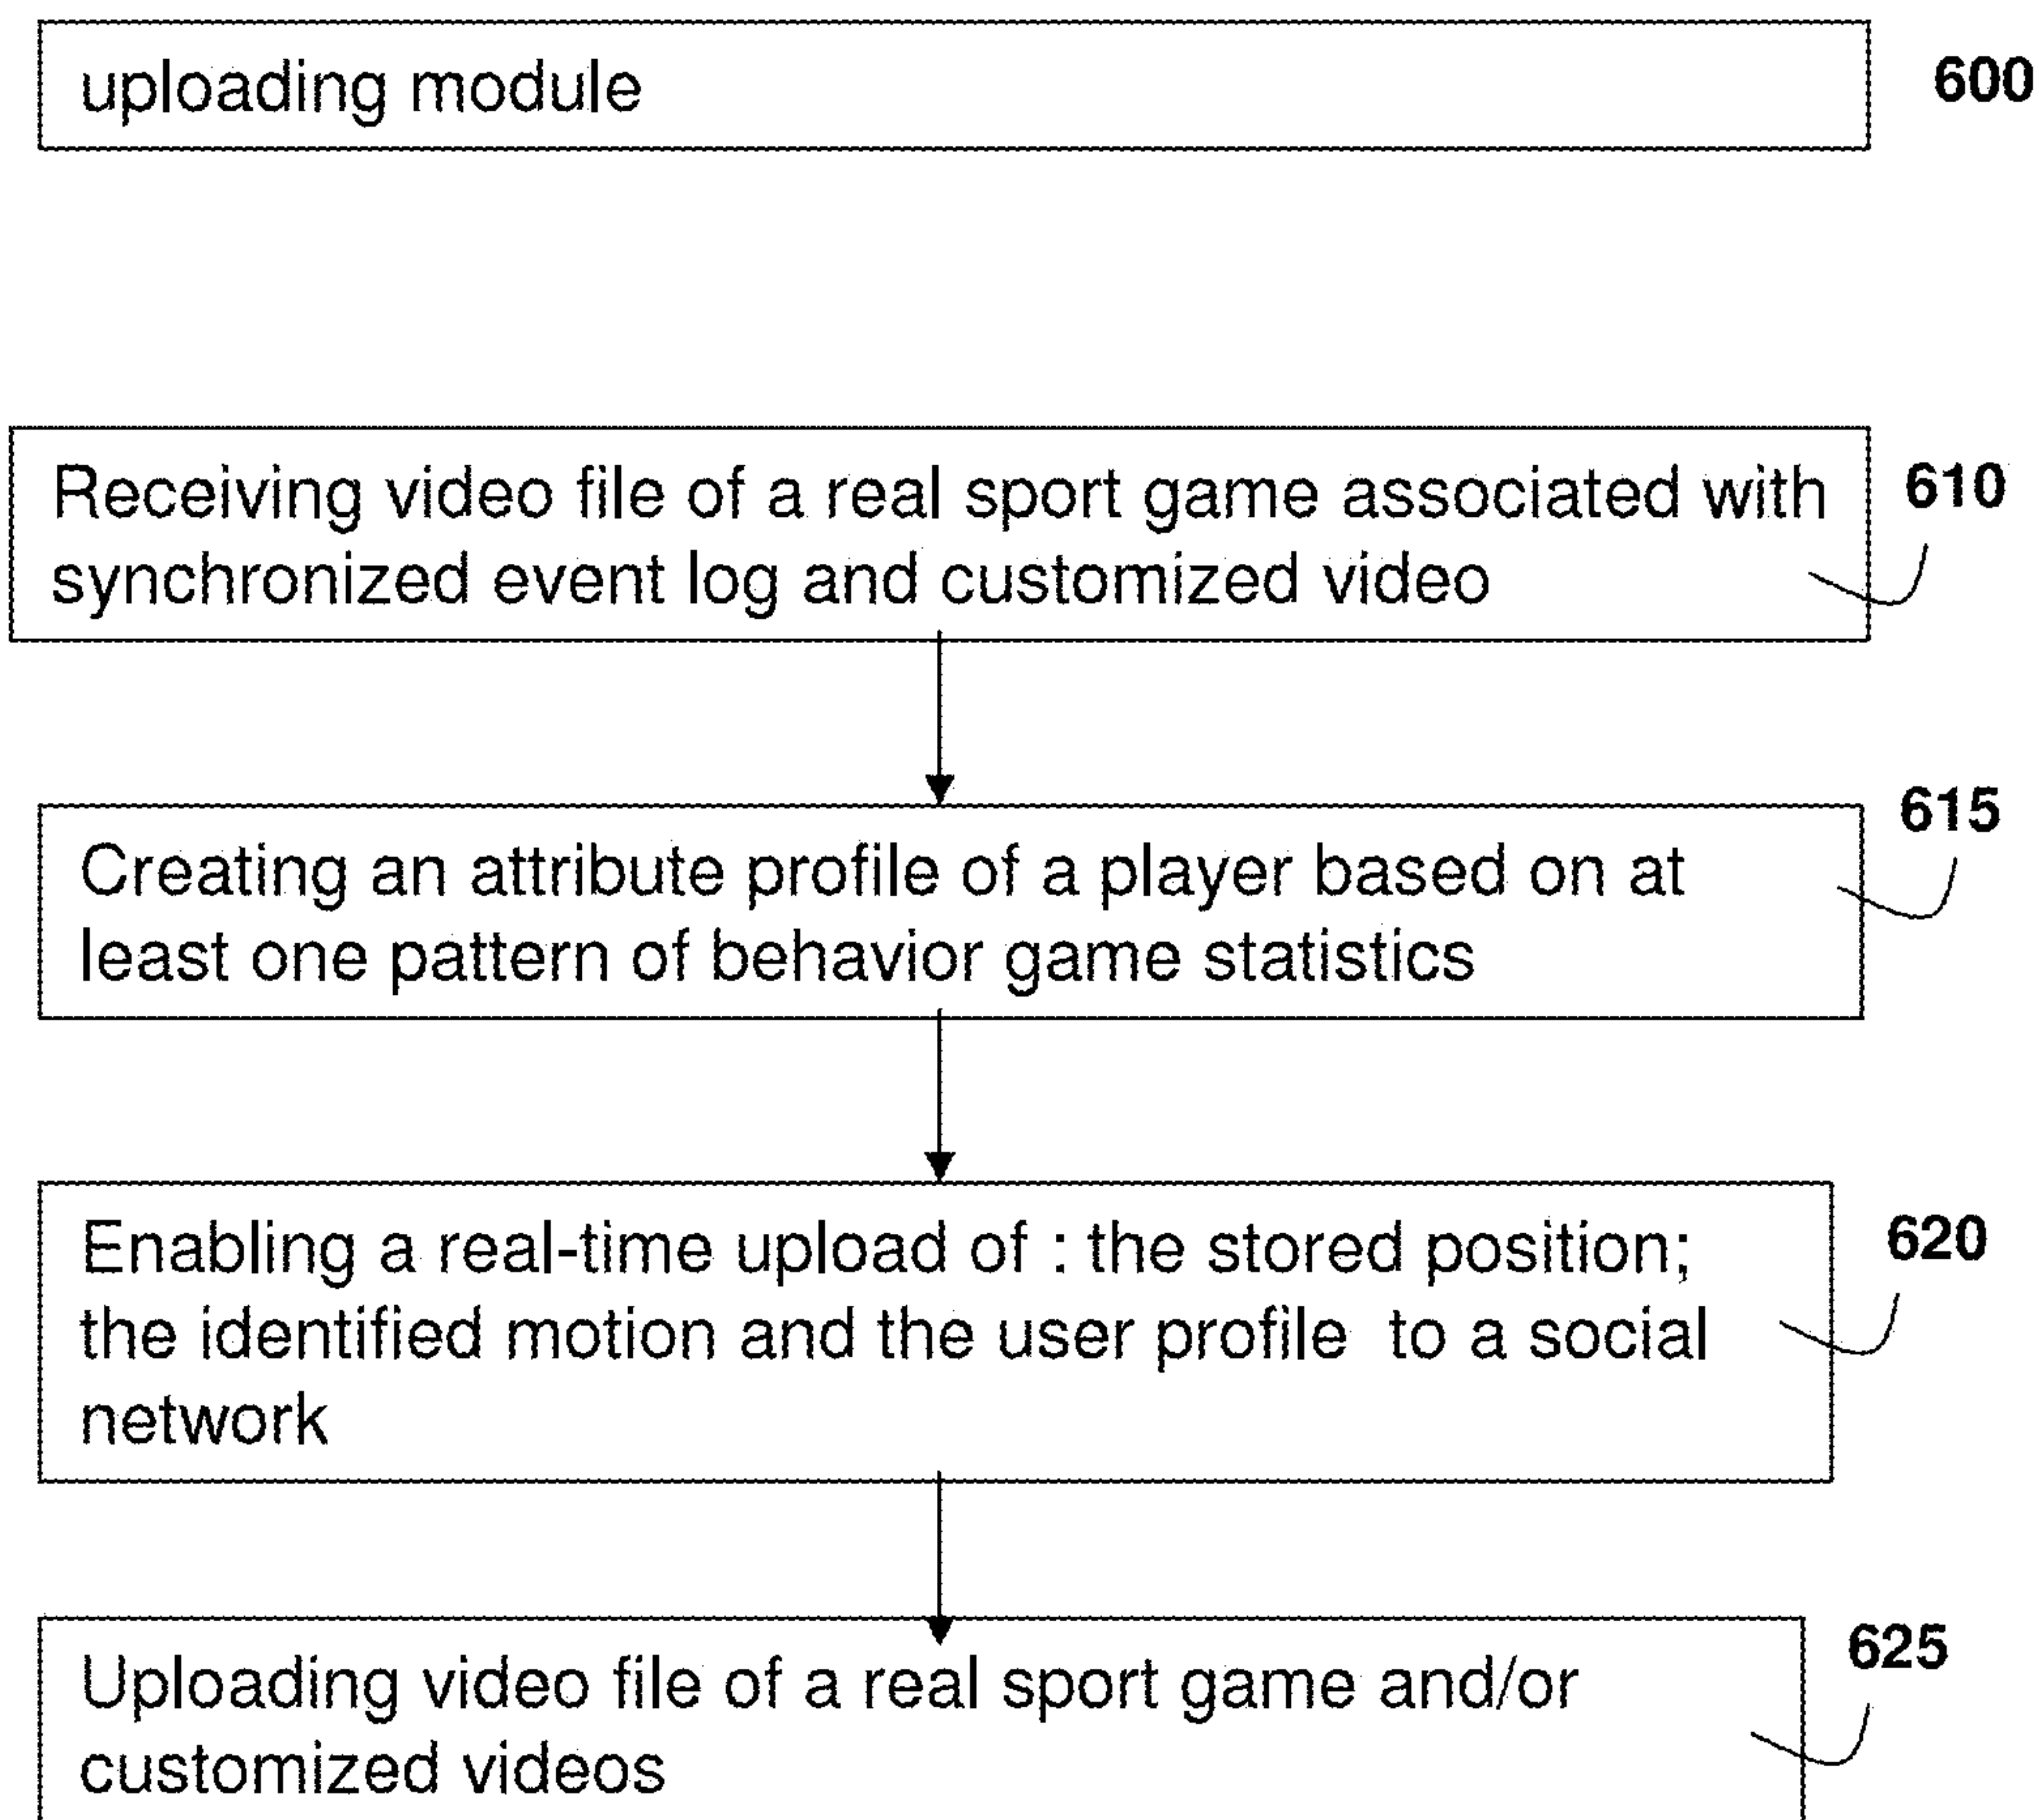 uploading module
600
Receiving video file of a real sport game associated with
610
synchronized event log and customized video
615
Creating an attribute profile of a player based on at
least one pattern of behavior game statistics
Enabling a real-time upload of : the stored position;
620
the identified motion and the user profile to a social
network
625
Uploading video file of a real sport game and/or
customized videos